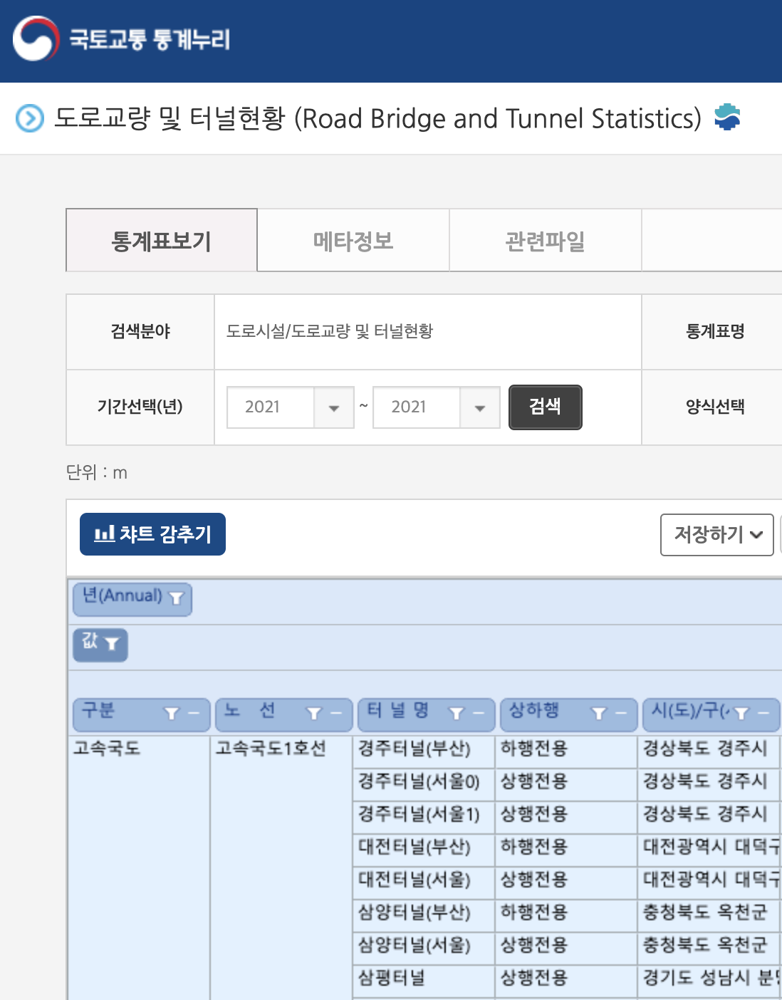 국토교통 통계누리
도로교량 및 터널현황 (Road Bridge and Tunnel Statistics)
통계표보기 메타정보 관련파일
검색분야 도로시설/도로교량 및 터널현황 통계표명
기간선택(년) 2021 ~ 2021 검색 양식선택
단위 : m
챠트 감추기 저장하기
년(Annual)
값
구분 노 선 터 널 명 상하행 시(도)/구(
고속국도 고속국도1호선 경주터널(부산) 하행전용 경상북도 경주시
경주터널(서울0) 상행전용 경상북도 경주시
경주터널(서울1) 상행전용 경상북도 경주시
대전터널(부산) 하행전용 대전광역시 대덕구
대전터널(서울) 상행전용 대전광역시 대덕구
삼양터널(부산) 하행전용 충청북도 옥천군
삼양터널(서울) 상행전용 충청북도 옥천군
삼평터널 상행전용 경기도 성남시